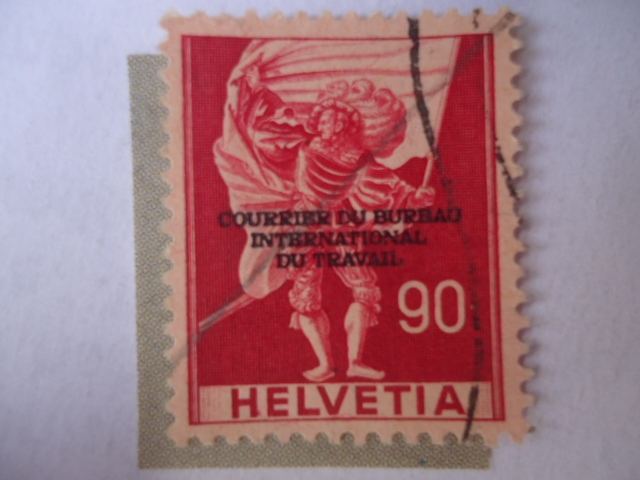 COURRIER DU BUREAU
INTERNATIONAL
DU TRAVAIL
90
HELVETIA